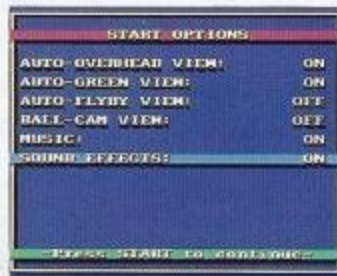 START OPTIONS
AUTO-OVERHEAD VIEW: ON
AUTO-GREEN VIEW: ON
AUTO-FLYBY VIEW: OFF
BALL-CAM VIEW: OFF
MUSIC: ON
SOUND EFFECTS: ON
-Press START to continue-